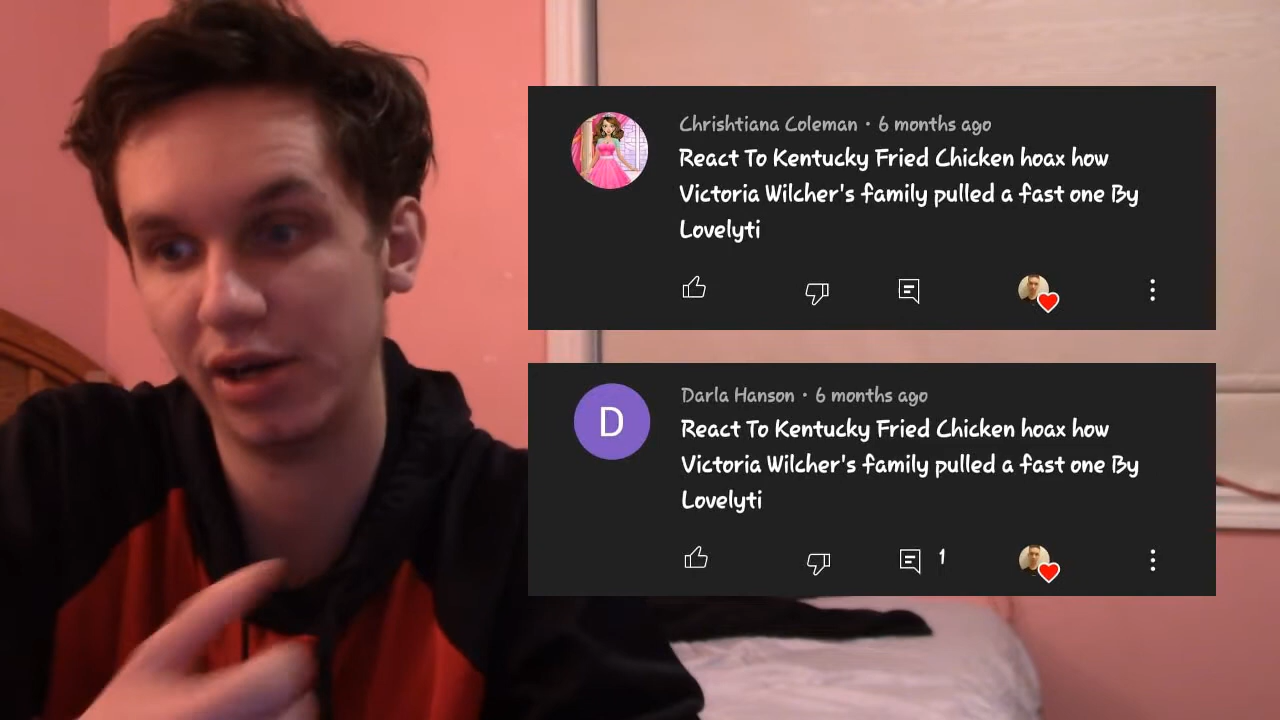 Chrishtiana Coleman · 6 months ago
React To Kentucky Fried Chicken hoax how
Victoria Wilcher's family pulled a fast one By
Lovelyti
D
Darla Hanson · 6 months ago
React To Kentucky Fried Chicken hoax how
Victoria Wilcher's family pulled a fast one By
Lovelyti
1